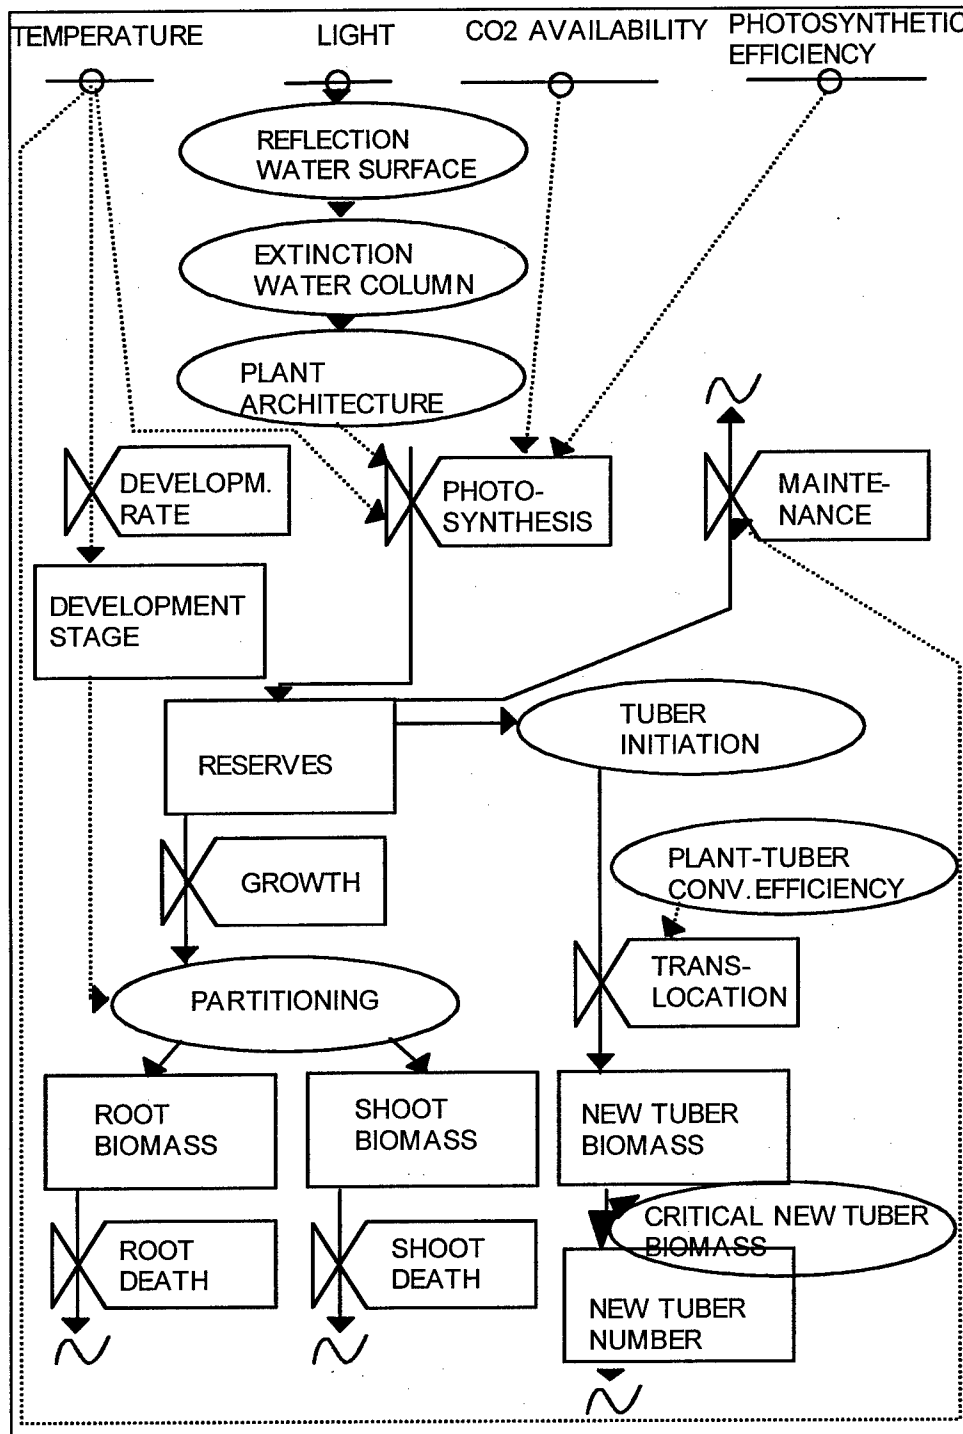 TEMPERATURE
LIGHT
CO2 AVAILABILITY
PHOTOSYNTHETIC
EFFICIENCY
REFLECTION
WATER SURFACE
EXTINCTION
WATER COLUMN
PLANT
ARCHITECTURE
DEVELOPM.
RATE
PHOTO-
SYNTHESIS
MAINTE-
NANCE
DEVELOPMENT
STAGE
RESERVES
TUBER
INITIATION
GROWTH
PLANT-TUBER
CONV.EFFICIENCY
PARTITIONING
TRANS-
LOCATION
ROOT
BIOMASS
SHOOT
BIOMASS
NEW TUBER
BIOMASS
ROOT
DEATH
SHOOT
DEATH
CRITICAL NEW TUBER
BIOMASS
NEW TUBER
NUMBER